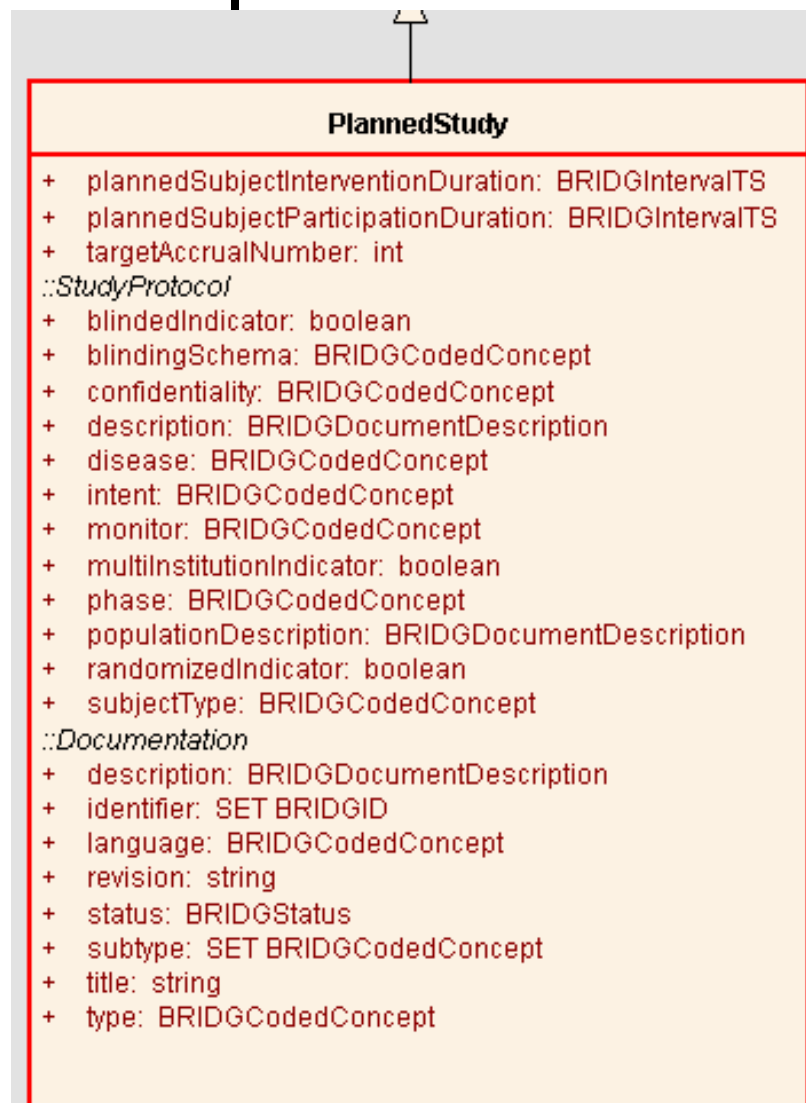 PlannedStudy
+ plannedSubjectInterventionDuration: BRIDGIntervalTS
+ plannedSubjectParticipationDuration: BRIDGIntervalTS
+ targetAccrualNumber: int
::StudyProtocol
+ blindedIndicator: boolean
+ blindingSchema: BRIDGCodedConcept
+ confidentiality: BRIDGCodedConcept
+ description: BRIDGDocumentDescription
+ disease: BRIDGCodedConcept
+ intent: BRIDGCodedConcept
+ monitor: BRIDGCodedConcept
+ multiInstitutionIndicator: boolean
+ phase: BRIDGCodedConcept
+ populationDescription: BRIDGDocumentDescription
+ randomizedIndicator: boolean
+ subjectType: BRIDGCodedConcept
::Documentation
+ description: BRIDGDocumentDescription
+ identifier: SET BRIDGID
+ language: BRIDGCodedConcept
+ revision: string
+ status: BRIDGStatus
+ subtype: SET BRIDGCodedConcept
+ title: string
+ type: BRIDGCodedConcept